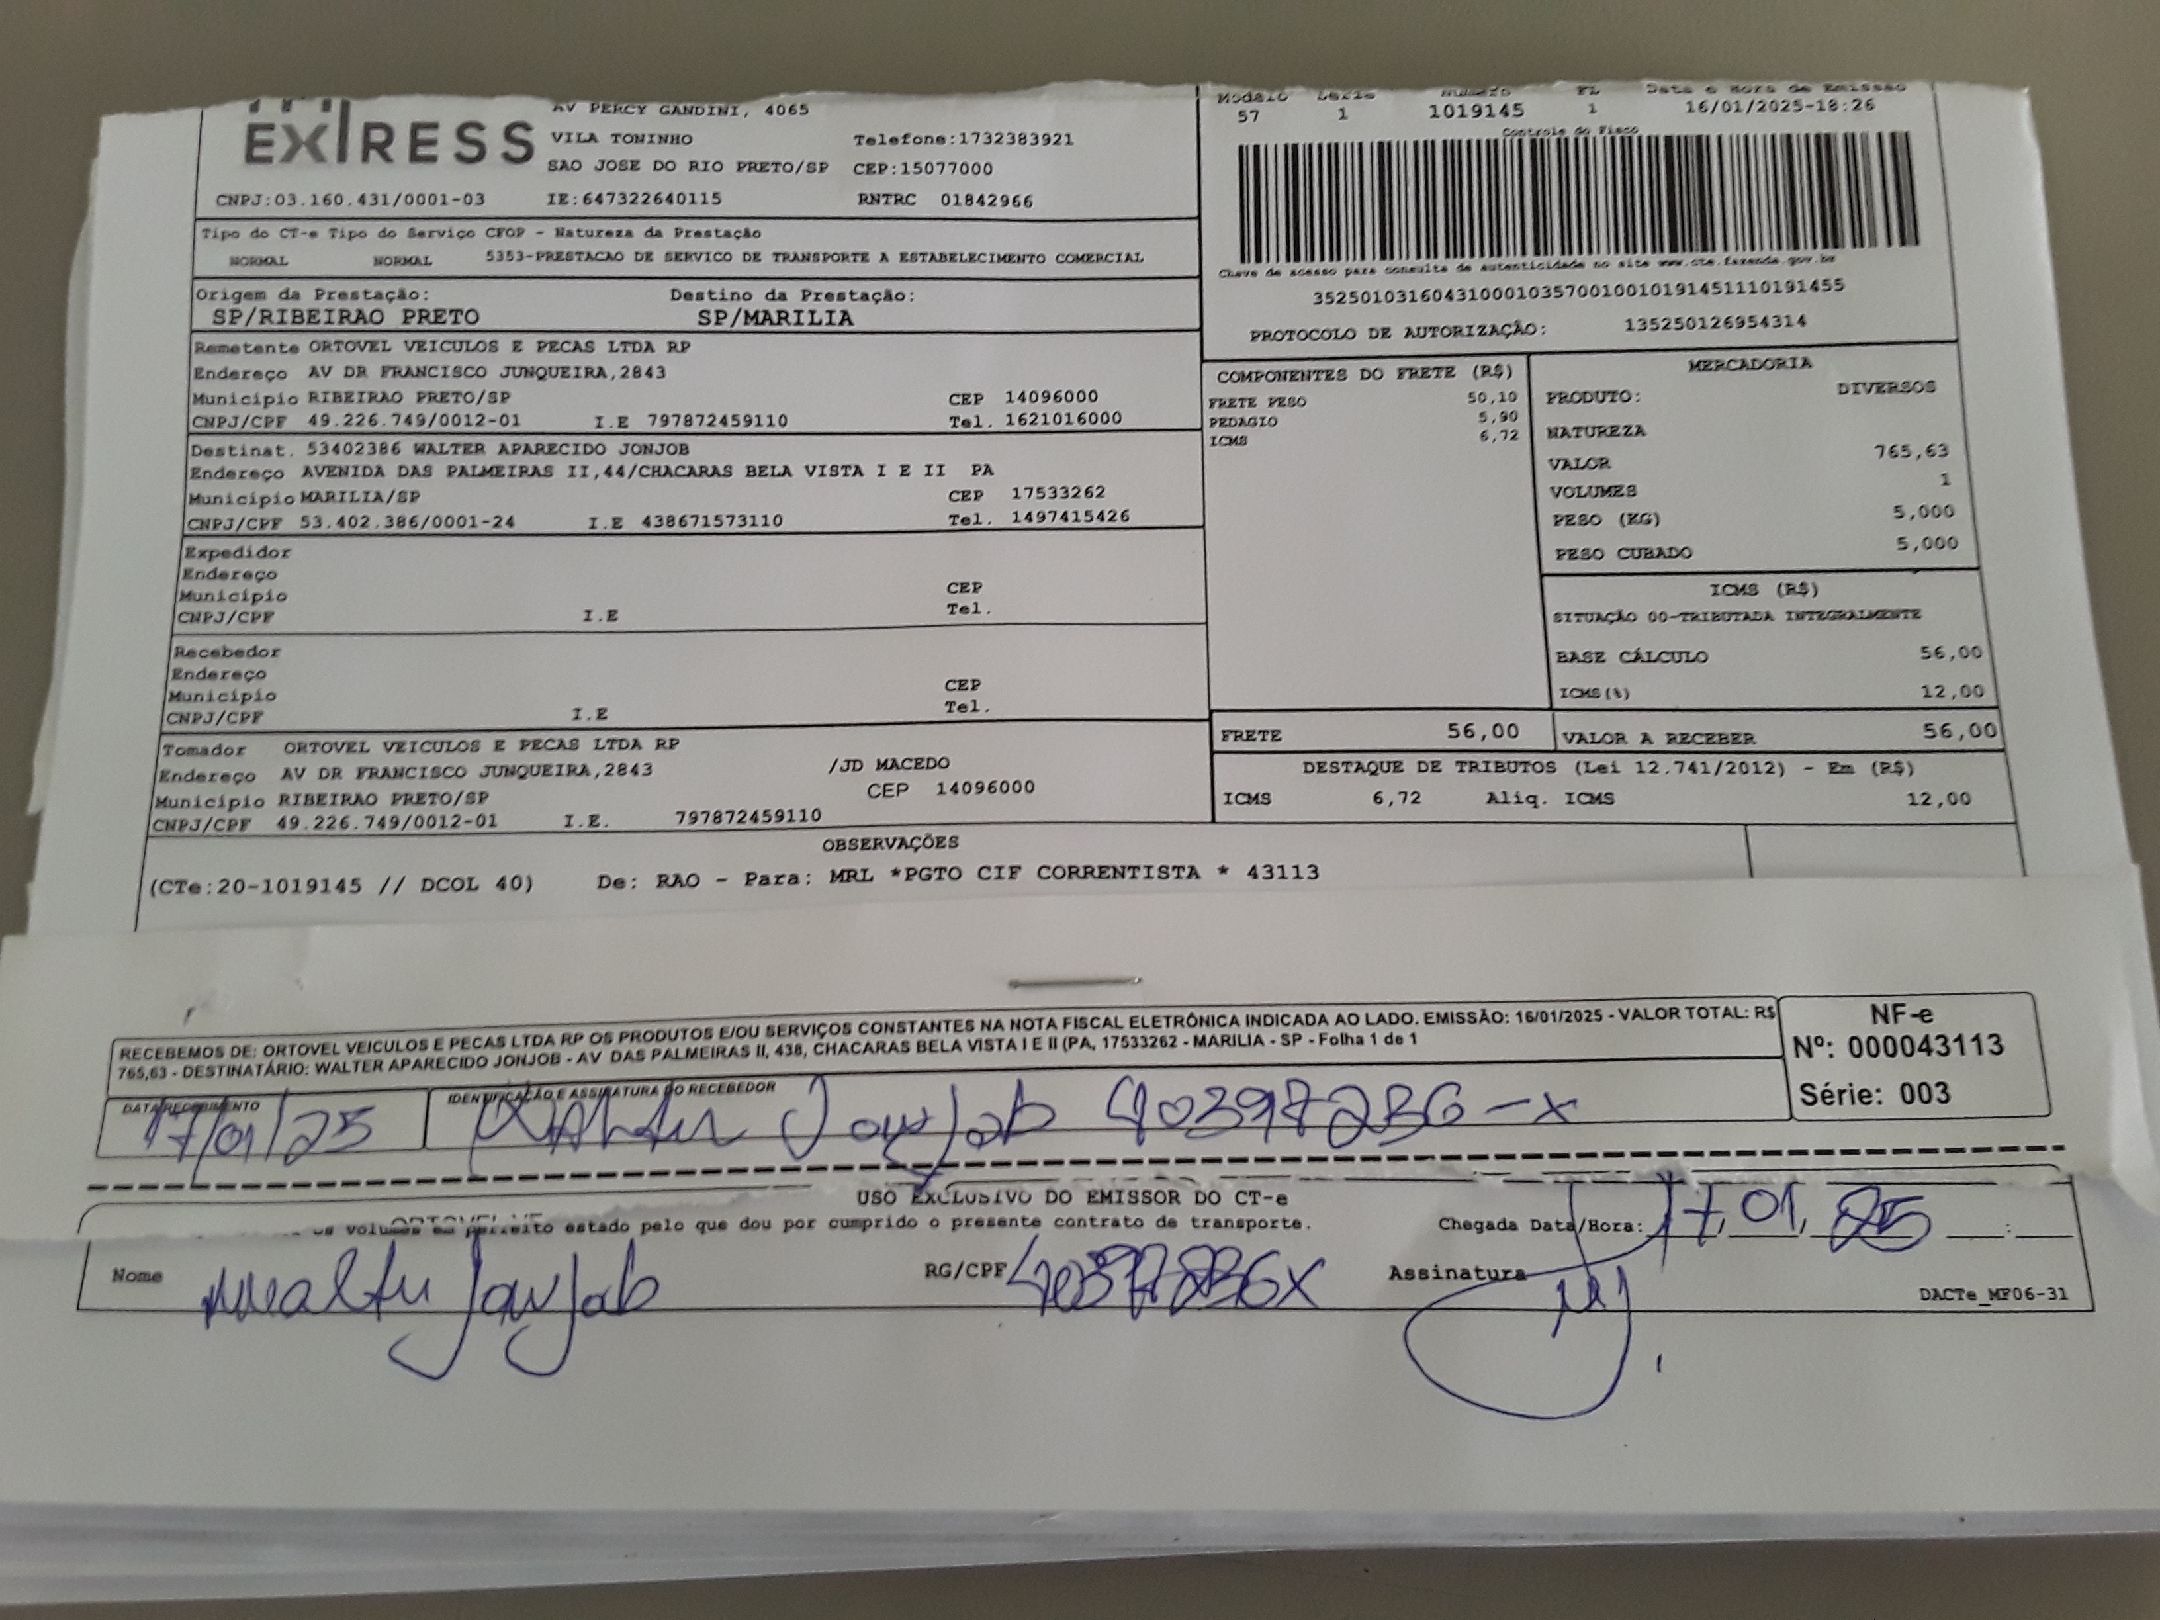 EXPRESS
AV PERCY GANDINI, 4065
VILA TONINHO Telefone:1732383921
SAO JOSE DO RIO PRETO/SP CEP:15077000
CNPJ:03.160.431/0001-03 IE:647322640115 RNTRC 01842966
Modelo Serie Número FL Data e Hora de Emissão
57 1 1019145 1 16/01/2025-18:26
Controle do Fisco
Tipo do CT-e Tipo do Serviço CFOP - Natureza da Prestação
NORMAL NORMAL 5353-PRESTACAO DE SERVICO DE TRANSPORTE A ESTABELECIMENTO COMERCIAL
Chave de acesso para consulta de autenticidade no site www.cte.fazenda.gov.br
35250103160431000103570010010191451110191455
PROTOCOLO DE AUTORIZAÇÃO: 135250126954314
Origem da Prestação: Destino da Prestação:
SP/RIBEIRAO PRETO SP/MARILIA
Remetente ORTOVEL VEICULOS E PECAS LTDA RP
Endereço AV DR FRANCISCO JUNQUEIRA,2843
Município RIBEIRAO PRETO/SP CEP 14096000
CNPJ/CPF 49.226.749/0012-01 I.E 797872459110 Tel. 1621016000
Destinat. 53402386 WALTER APARECIDO JONJOB
Endereço AVENIDA DAS PALMEIRAS II,44/CHACARAS BELA VISTA I E II PA
Município MARILIA/SP CEP 17533262
CNPJ/CPF 53.402.386/0001-24 I.E 438671573110 Tel. 1497415426
Expedidor
Endereço
Município CEP
CNPJ/CPF I.E Tel.
Recebedor
Endereço
Município CEP
CNPJ/CPF I.E Tel.
Tomador ORTOVEL VEICULOS E PECAS LTDA RP
Endereço AV DR FRANCISCO JUNQUEIRA,2843 /JD MACEDO
Município RIBEIRAO PRETO/SP CEP 14096000
CNPJ/CPF 49.226.749/0012-01 I.E. 797872459110
COMPONENTES DO FRETE (R$)
FRETE PESO 50,10
PEDAGIO 5,90
ICMS 6,72
MERCADORIA
PRODUTO: DIVERSOS
NATUREZA
VALOR 765,63
VOLUMES 1
PESO (KG) 5,000
PESO CUBADO 5,000
ICMS (R$)
SITUAÇÃO 00-TRIBUTADA INTEGRALMENTE
BASE CÁLCULO 56,00
ICMS(%) 12,00
FRETE 56,00 VALOR A RECEBER 56,00
DESTAQUE DE TRIBUTOS (Lei 12.741/2012) - Em (R$)
ICMS 6,72 Aliq. ICMS 12,00
OBSERVAÇÕES
(CTe:20-1019145 // DCOL 40) De: RAO - Para: MRL *PGTO CIF CORRENTISTA * 43113
RECEBEMOS DE: ORTOVEL VEICULOS E PECAS LTDA RP OS PRODUTOS E/OU SERVIÇOS CONSTANTES NA NOTA FISCAL ELETRÔNICA INDICADA AO LADO. EMISSÃO: 16/01/2025 - VALOR TOTAL: R$
765,63 - DESTINATÁRIO: WALTER APARECIDO JONJOB - AV DAS PALMEIRAS II, 438, CHACARAS BELA VISTA I E II (PA, 17533262 - MARILIA - SP - Folha 1 de 1
NF-e
Nº: 000043113
Série: 003
DATA RECEBIMENTO IDENTIFICAÇÃO E ASSINATURA DO RECEBEDOR
17/01/25 Walter Jonjob 40397236-x
USO EXCLUSIVO DO EMISSOR DO CT-e
os volumes em perfeito estado pelo que dou por cumprido o presente contrato de transporte.
Chegada Data/Hora: 17, 01, 25 :
Nome Walter Jonjob RG/CPF 40397236X Assinatura
DACTe_MF06-31